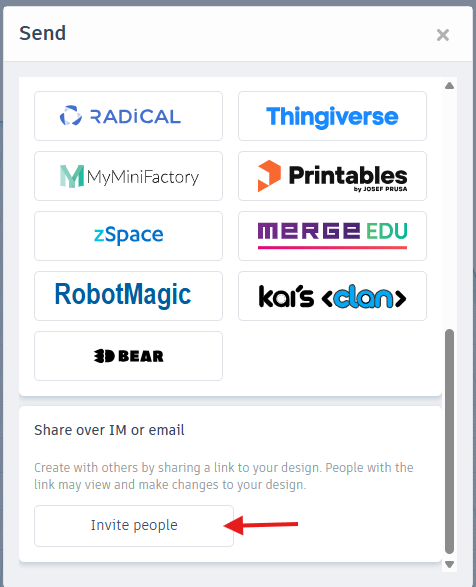 Send
RADiCAL
Thingiverse
MyMiniFactory
Printables
by JOSEF PRUSA
zSpace
MERGE EDU
RobotMagic
kai's <clan>
3D BEAR
Share over IM or email
Create with others by sharing a link to your design. People with the
link may view and make changes to your design.
Invite people